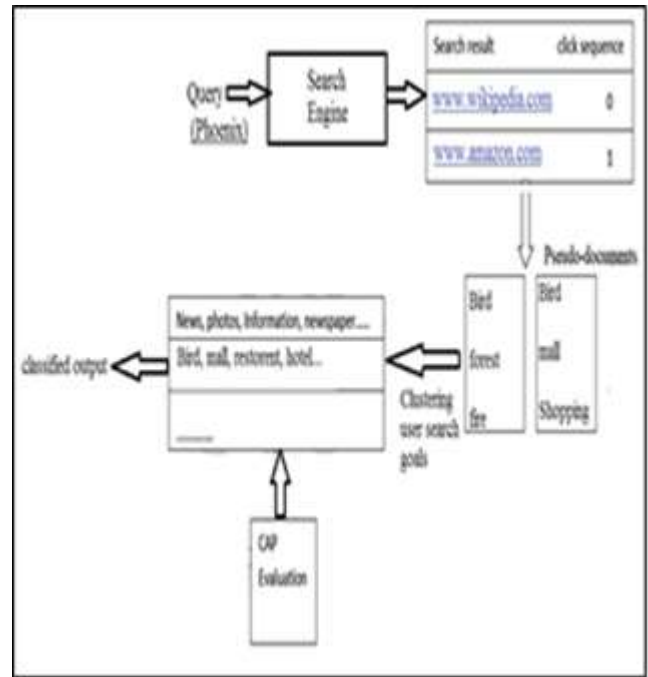 Search result click sequence
Query
(Phoenix)
Search
Engine
www.wikipedia.com 0
www.amazon.com 1
Pseudo-documents
Bird
forest
fire
Bird
mall
Shopping
News, photos, Information, newspaper.....
Bird, mall, restorent, hotel...
classified output
Clustering
user search
goals
CAP
Evaluation